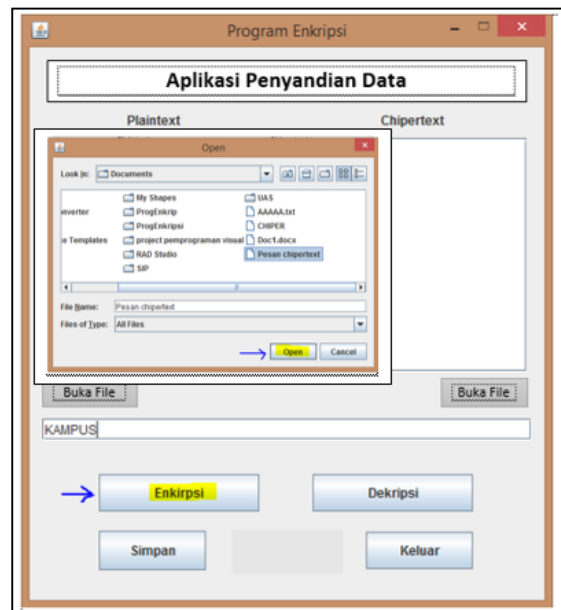 Program Enkripsi
Aplikasi Penyandian Data
Plaintext Chipertext
Open
Look In: Documents
My Shapes UAS
nverter ProgEnkrip AAAAA.txt
ProgEnkripsi CHIPER
e Templates project pemprograman visual Doc1.docx
RAD Studio Pesan chipertext
SIP
File Name: Pesan chipertext
Files of Type: All Files
Open Cancel
Buka File Buka File
KAMPUS
Enkirpsi Dekripsi
Simpan Keluar